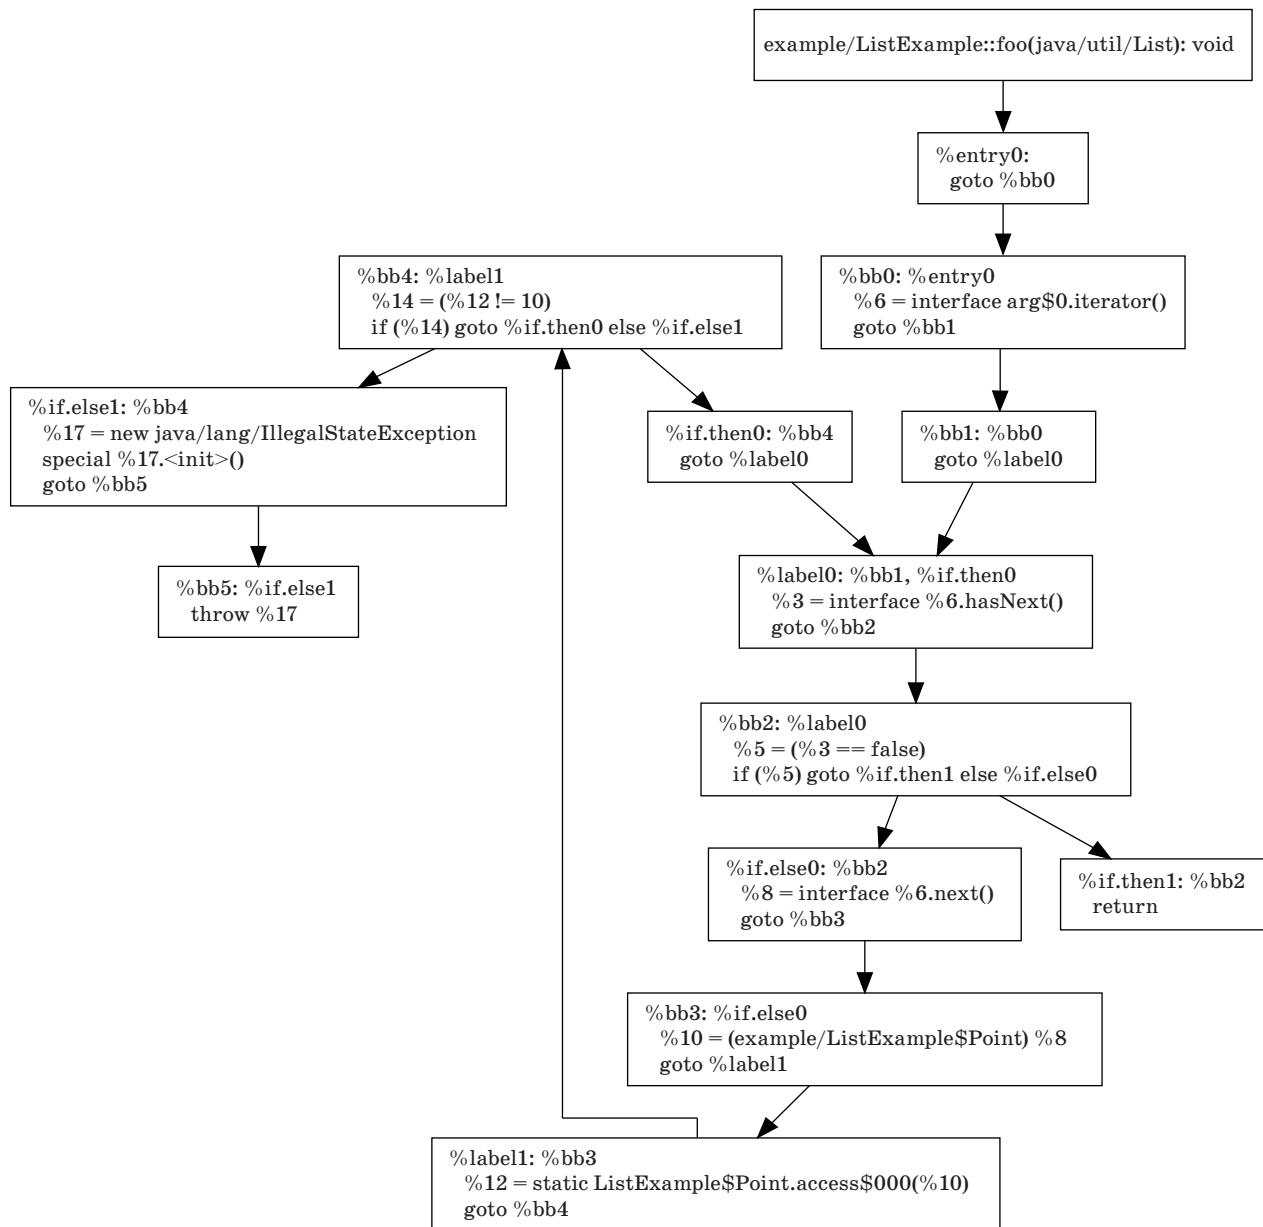 example/ListExample::foo(java/util/List): void
%entry0:
goto %bb0
%bb4: %label1
%14 = (%12 != 10)
if (%14) goto %if.then0 else %if.else1
%bb0: %entry0
%6 = interface arg$0.iterator()
goto %bb1
%if.else1: %bb4
%17 = new java/lang/IllegalStateException
special %17.<init>()
goto %bb5
%if.then0: %bb4
goto %label0
%bb1: %bb0
goto %label0
%bb5: %if.else1
throw %17
%label0: %bb1, %if.then0
%3 = interface %6.hasNext()
goto %bb2
%bb2: %label0
%5 = (%3 == false)
if (%5) goto %if.then1 else %if.else0
%if.else0: %bb2
%8 = interface %6.next()
goto %bb3
%if.then1: %bb2
return
%bb3: %if.else0
%10 = (example/ListExample$Point) %8
goto %label1
%label1: %bb3
%12 = static ListExample$Point.access$000(%10)
goto %bb4